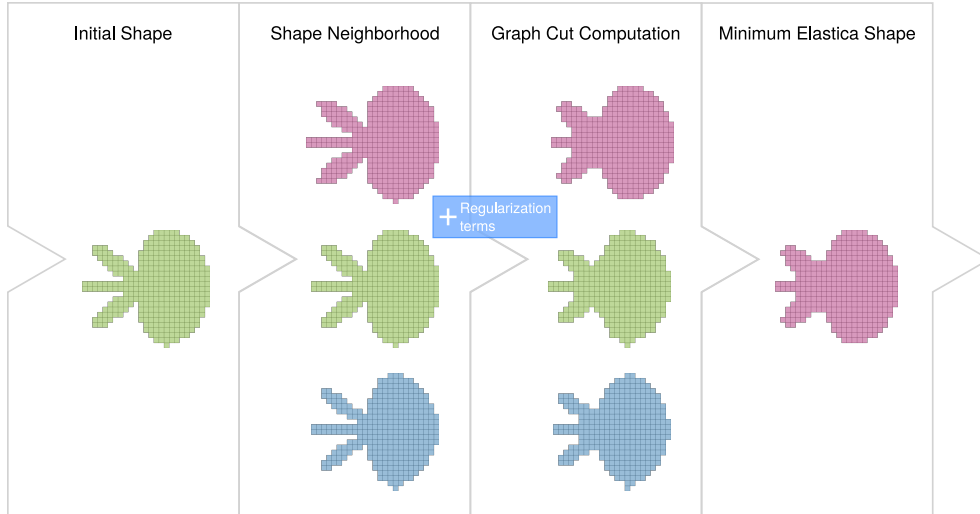 Initial Shape
Shape Neighborhood
Graph Cut Computation
Minimum Elastica Shape
+ Regularization
terms